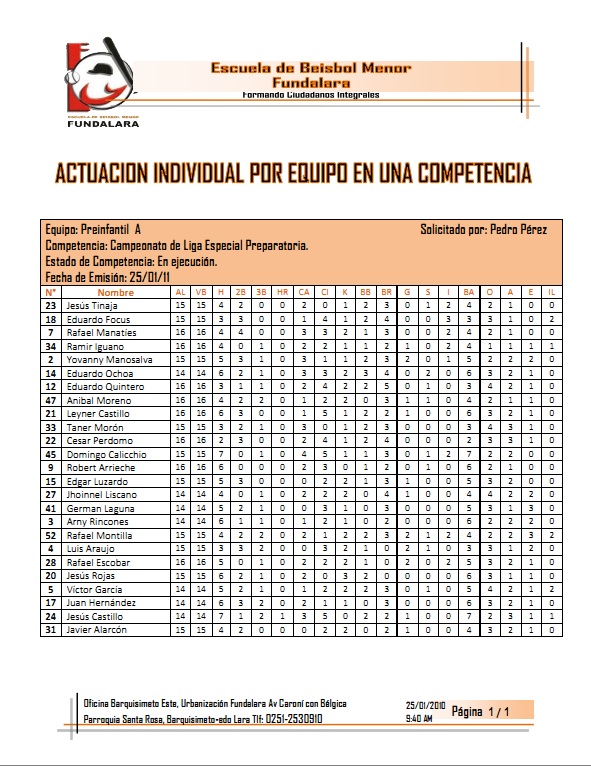 Escuela de Beisbol Menor
Fundalara
Formando Ciudadanos Integrales
ESCUELA DE BEISBOL MENOR
FUNDALARA
ACTUACION INDIVIDUAL POR EQUIPO EN UNA COMPETENCIA
Equipo: Preinfantil A Solicitado por: Pedro Pérez
Competencia: Campeonato de Liga Especial Preparatoria.
Estado de Competencia: En ejecución.
Fecha de Emisión: 25/01/11
N° Nombre AL VB H 2B 3B HR CA CI K BB BR G S I BA O A E IL
23 Jesús Tinaja 15 15 4 2 0 0 2 0 1 2 3 0 1 2 4 2 1 0 0
18 Eduardo Focus 15 15 3 3 0 0 1 4 1 2 4 0 0 3 3 3 1 0 2
7 Rafael Manaties 16 16 4 4 0 0 3 3 2 1 3 0 0 2 4 2 1 0 0
34 Ramir Iguano 16 16 4 0 1 0 2 2 1 1 2 1 0 2 4 1 1 1 1
2 Yovanny Manosalva 15 15 5 3 1 0 3 1 1 2 3 2 0 1 5 2 2 2 0
14 Eduardo Ochoa 14 14 6 2 1 0 3 3 2 3 4 0 2 0 6 3 2 1 0
12 Eduardo Quintero 16 16 3 1 1 0 2 4 2 2 5 0 1 0 3 4 2 1 0
47 Anibal Moreno 16 16 4 2 2 0 1 2 2 0 3 1 1 0 4 2 1 1 0
21 Leyner Castillo 16 16 6 3 0 0 1 5 1 2 2 1 0 0 6 3 2 1 0
33 Taner Morón 15 15 3 2 1 0 3 0 1 2 3 0 0 0 3 4 3 1 0
22 Cesar Perdomo 16 16 2 3 0 0 2 4 1 2 4 0 0 0 2 3 3 1 0
45 Domingo Calicchio 15 15 7 0 1 0 4 5 1 1 3 0 1 2 7 2 2 0 0
9 Robert Arrieche 16 16 6 0 0 0 2 3 0 1 2 0 1 0 6 2 1 0 0
15 Edgar Luzardo 15 15 5 3 0 0 0 2 2 1 3 1 0 0 5 3 2 1 0
27 Jhoinnel Liscano 14 14 4 0 1 0 2 2 2 0 4 1 0 0 4 4 2 2 0
41 German Laguna 14 14 5 2 1 0 0 3 1 0 3 0 0 0 5 3 1 3 0
3 Arny Rincones 14 14 6 1 1 0 1 2 1 0 2 0 0 0 6 2 2 2 0
52 Rafael Montilla 15 15 4 2 2 0 2 1 2 2 3 2 1 2 4 2 2 3 2
4 Luis Araujo 15 15 3 3 2 0 0 3 2 1 0 2 1 0 3 3 1 2 0
28 Rafael Escobar 16 16 5 0 1 0 2 2 1 1 0 2 0 2 5 3 2 1 0
20 Jesús Rojas 15 15 6 2 1 0 2 0 3 2 0 0 0 0 6 3 1 1 0
5 Víctor García 14 14 5 2 1 0 1 2 2 2 3 0 1 0 5 4 2 1 2
17 Juan Hernández 14 14 6 3 2 0 2 1 1 0 3 0 0 0 6 2 1 1 0
24 Jesús Castillo 14 14 7 1 2 1 3 5 0 2 2 1 0 0 7 2 3 1 1
31 Javier Alarcón 15 15 4 2 0 0 0 2 2 0 2 1 0 0 4 3 2 1 0
Oficina Barquisimeto Este, Urbanización Fundalara Av Caroní con Bélgica
Parroquia Santa Rosa, Barquisimeto-edo Lara Tlf: 0251-2530910
25/01/2010
9:40 AM
Página 1 / 1